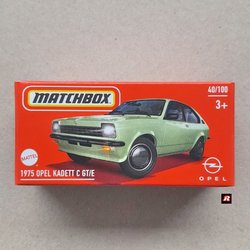 40/100
MATCHBOX
3+
MATTEL
1975 OPEL KADETT C GT/E
OPEL
R